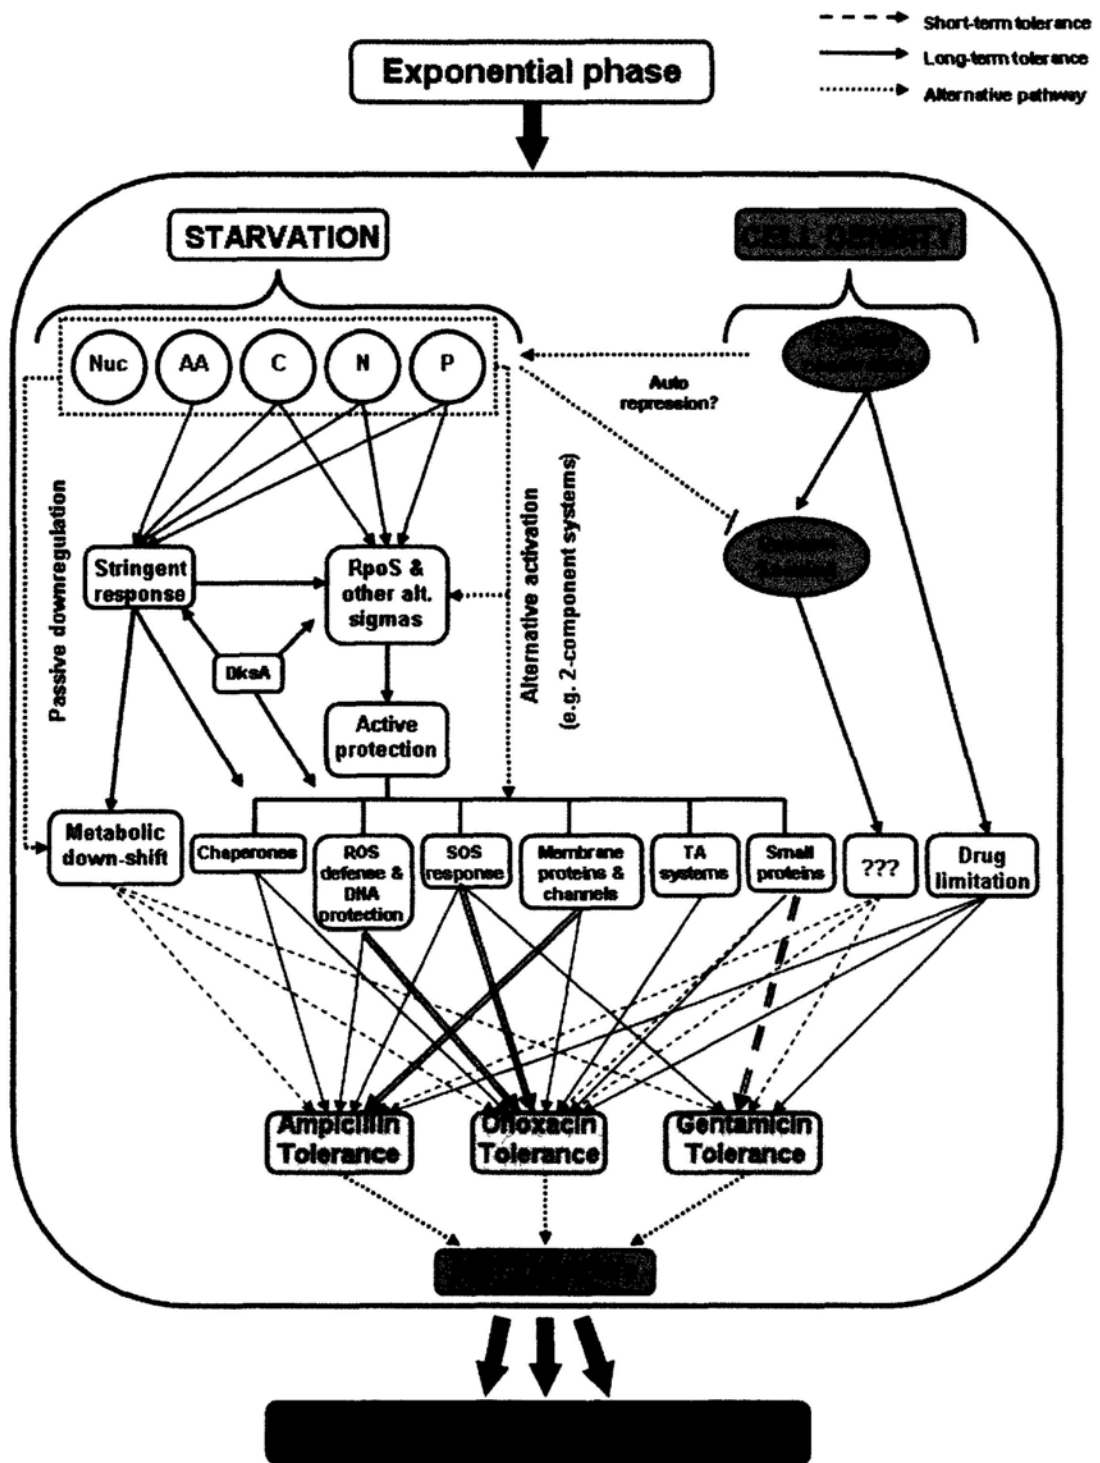 Short-term tolerance
Long-term tolerance
Alternative pathway
Exponential phase
STARVATION
CELL DENSITY
Nuc
AA
C
N
P
Auto
repression?
Passive downregulation
Alternative activation
(e.g. 2-component systems)
Stringent
response
RpoS &
other alt.
sigmas
DksA
Active
protection
Metabolic
down-shift
Chaperones
ROS
defense &
DNA
protection
SOS
response
Membrane
proteins &
channels
TA
systems
Small
proteins
???
Drug
limitation
Ampicillin
Tolerance
Ofloxacin
Tolerance
Gentamicin
Tolerance